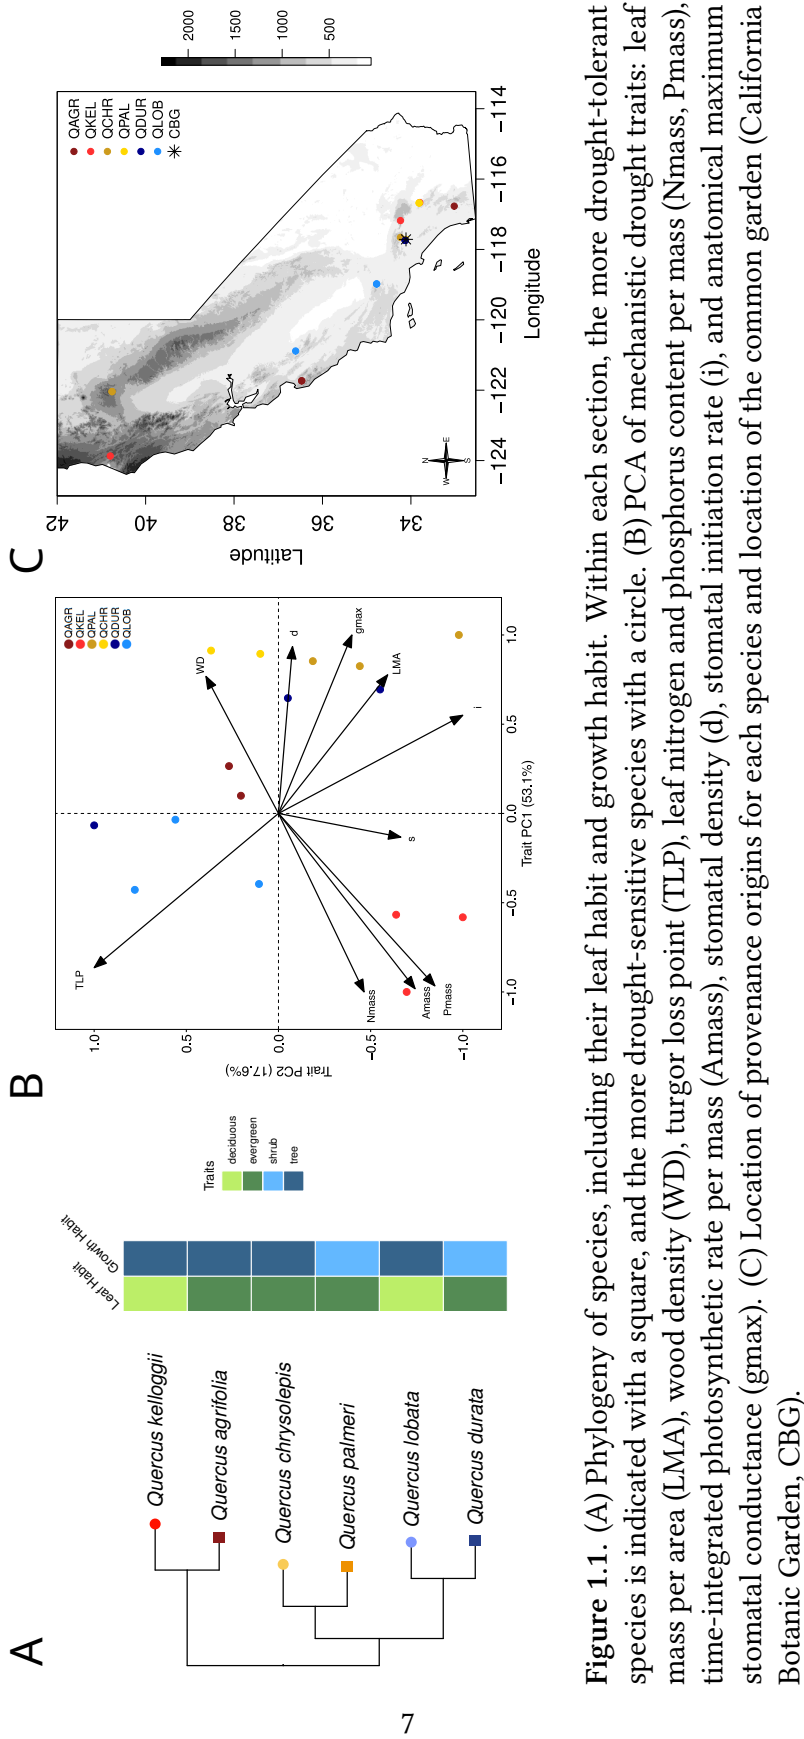 A
Quercus kelloggii
Quercus agrifolia
Quercus chrysolepis
Quercus palmeri
Quercus lobata
Quercus durata
Leaf Habit
Growth Habit
Traits
deciduous
evergreen
shrub
tree
B
Trait PC2 (17.6%)
1.0
0.5
0.0
−0.5
−1.0
TLP
WD
d
gmax
LMA
i
s
Nmass
Amass
Pmass
QAGR
QKEL
QPAL
QCHR
QDUR
QLOB
−1.0
−0.5
0.0
0.5
1.0
Trait PC1 (53.1%)
C
Latitude
42
40
38
36
34
N
E
S
W
QAGR
QKEL
QCHR
QPAL
QDUR
QLOB
CBG
−124
−122
−120
−118
−116
−114
Longitude
2000
1500
1000
500
Figure 1.1. (A) Phylogeny of species, including their leaf habit and growth habit. Within each section, the more drought-tolerant
species is indicated with a square, and the more drought-sensitive species with a circle. (B) PCA of mechanistic drought traits: leaf
mass per area (LMA), wood density (WD), turgor loss point (TLP), leaf nitrogen and phosphorus content per mass (Nmass, Pmass),
time-integrated photosynthetic rate per mass (Amass), stomatal density (d), stomatal initiation rate (i), and anatomical maximum
stomatal conductance (gmax). (C) Location of provenance origins for each species and location of the common garden (California
Botanic Garden, CBG).
7